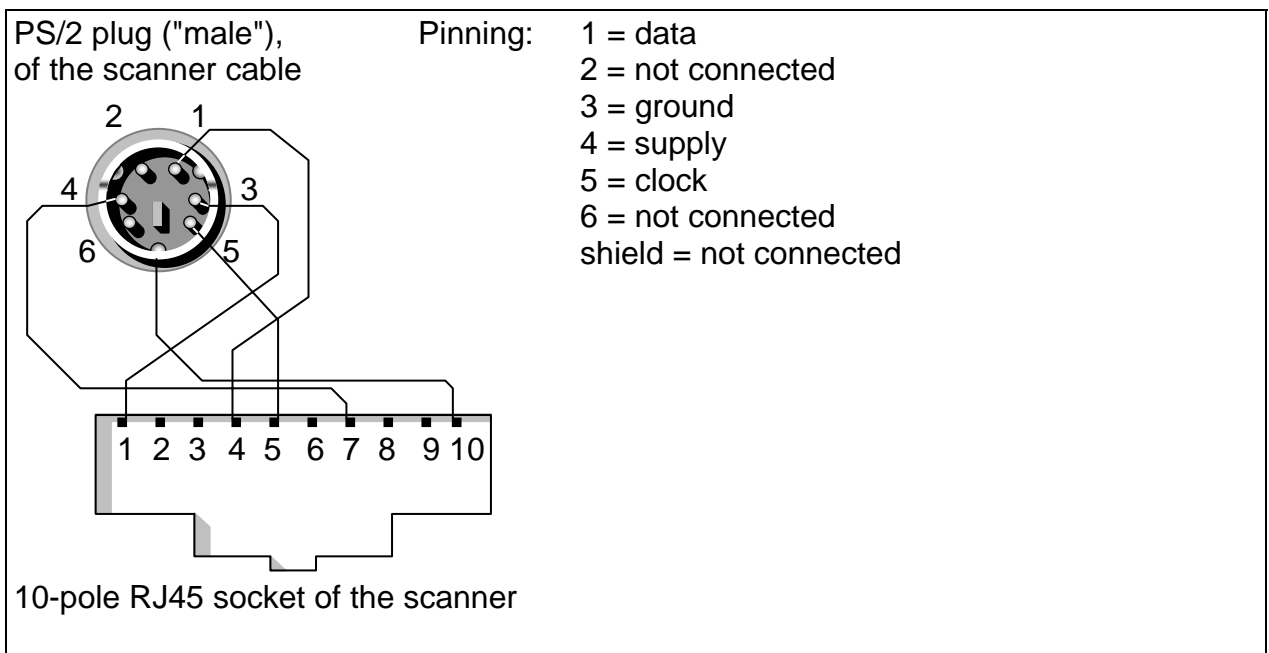 PS/2 plug ("male"), Pinning: 1 = data
of the scanner cable 2 = not connected
3 = ground
4 = supply
5 = clock
6 = not connected
shield = not connected
2 1
4 3
6 5
1 2 3 4 5 6 7 8 9 10
10-pole RJ45 socket of the scanner